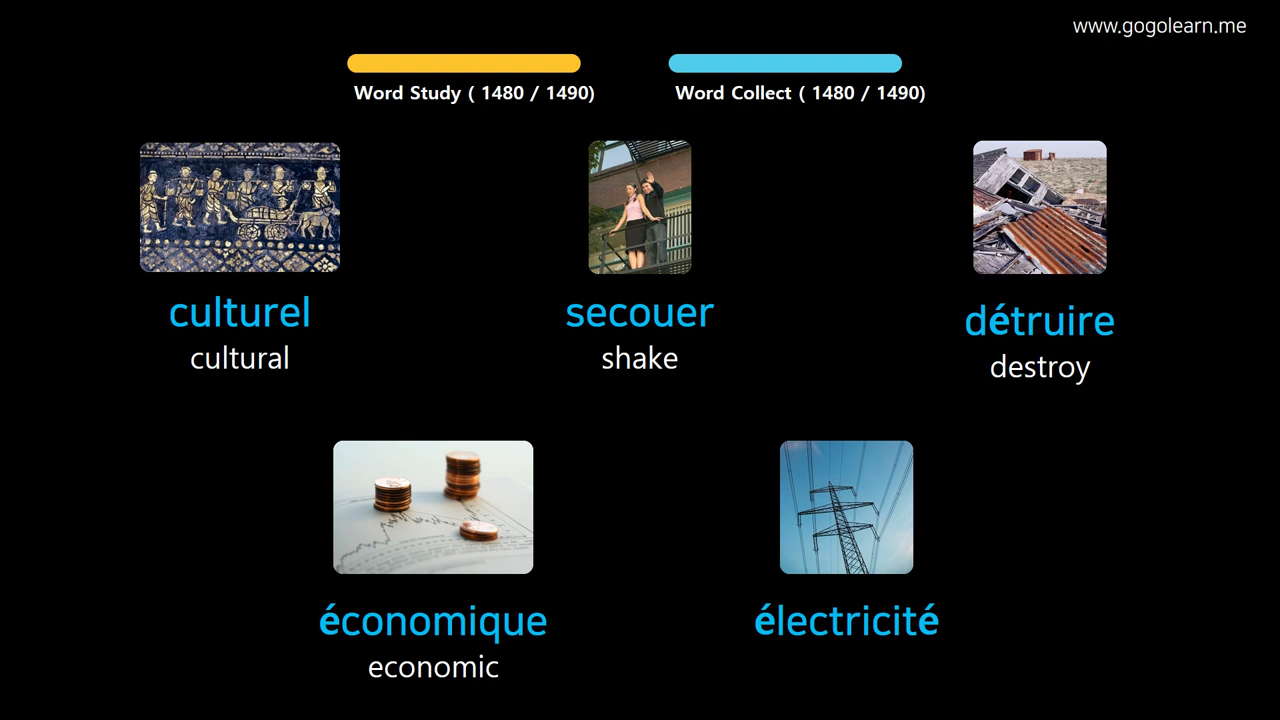 www.gogolearn.me
Word Study ( 1480 / 1490)
Word Collect ( 1480 / 1490)
culturel
cultural
secouer
shake
détruire
destroy
économique
economic
électricité